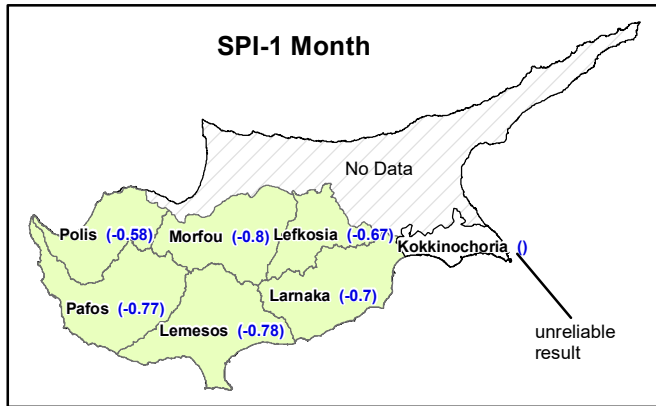 SPI-1 Month
No Data
Polis (-0.58)
Morfou (-0.8)
Lefkosia (-0.67)
Kokkinochoria ()
Pafos (-0.77)
Larnaka (-0.7)
Lemesos (-0.78)
unreliable
result